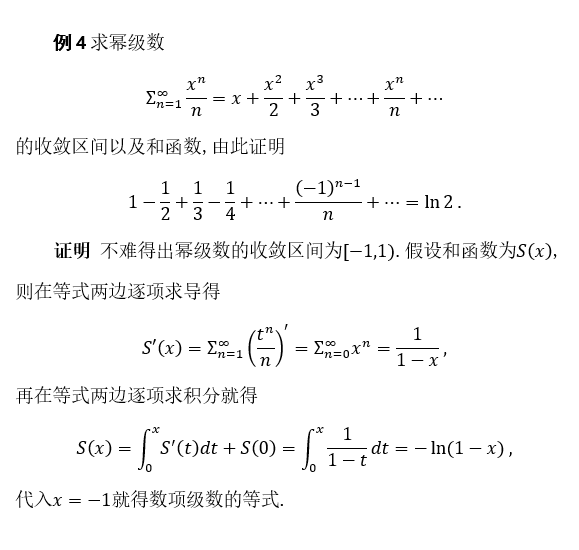 例 4 求幂级数
Σ_{n=1}^{∞} x^n/n = x + x^2/2 + x^3/3 + ⋯ + x^n/n + ⋯
的收敛区间以及和函数, 由此证明
1 − 1/2 + 1/3 − 1/4 + ⋯ + (−1)^{n−1}/n + ⋯ = ln 2 .
证明 不难得出幂级数的收敛区间为[−1,1). 假设和函数为S(x),
则在等式两边逐项求导得
S′(x) = Σ_{n=1}^{∞} (t^n/n)′ = Σ_{n=0}^{∞} x^n = 1/(1 − x) ,
再在等式两边逐项求积分就得
S(x) = ∫_0^x S′(t)dt + S(0) = ∫_0^x 1/(1 − t) dt = − ln(1 − x) ,
代入x = −1就得数项级数的等式.